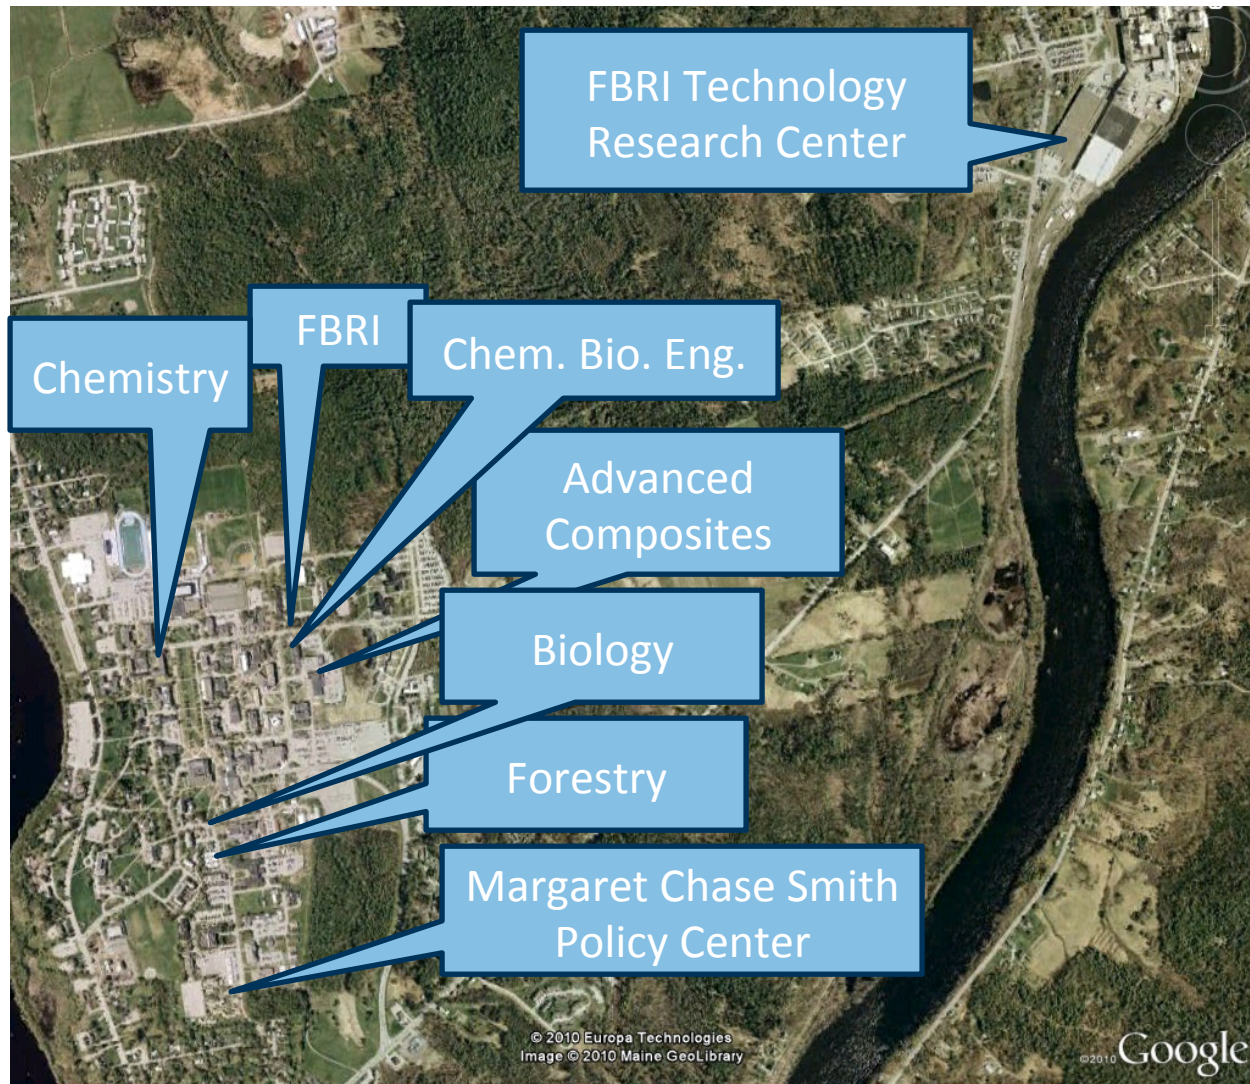 FBRI Technology
Research Center
FBRI
Chem. Bio. Eng.
Chemistry
Advanced
Composites
Biology
Forestry
Margaret Chase Smith
Policy Center
© 2010 Europa Technologies
Image © 2010 Maine GeoLibrary
©2010 Google